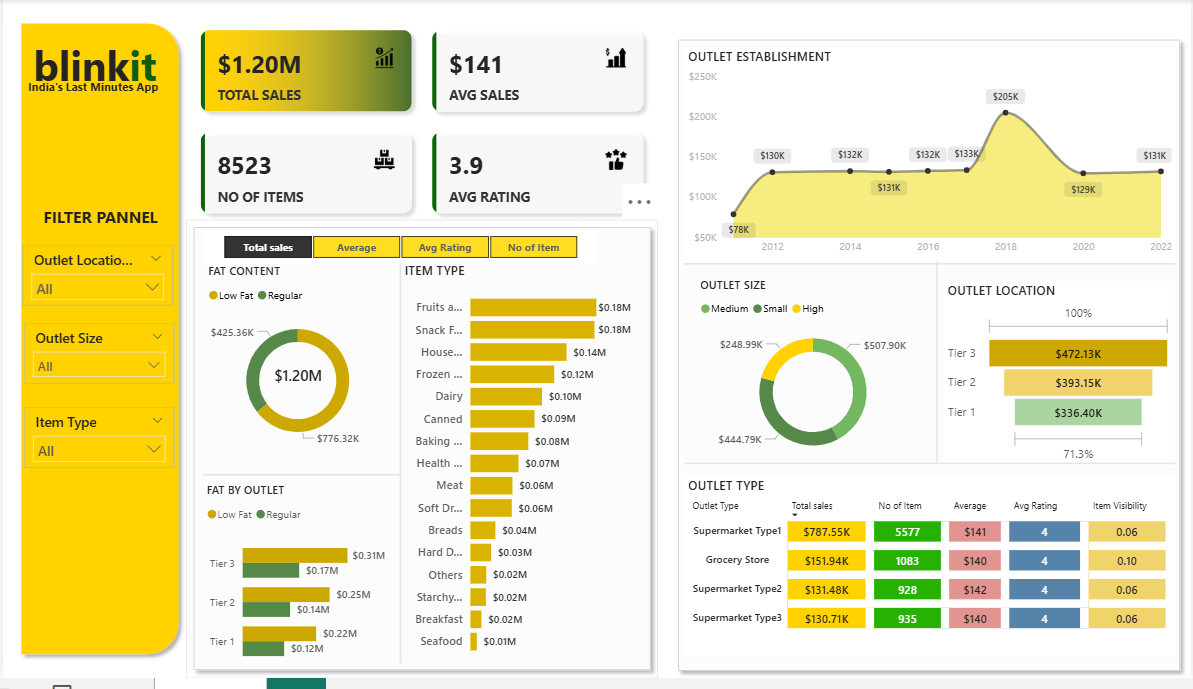 blinkit
India's Last Minutes App
FILTER PANNEL
Outlet Locatio...
All
Outlet Size
All
Item Type
All
$1.20M
TOTAL SALES
$141
AVG SALES
8523
NO OF ITEMS
3.9
AVG RATING
Total sales Average Avg Rating No of Item
FAT CONTENT
Low Fat Regular
$425.36K
$1.20M
$776.32K
FAT BY OUTLET
Low Fat Regular
Tier 3 $0.31M
$0.17M
Tier 2 $0.25M
$0.14M
Tier 1 $0.22M
$0.12M
ITEM TYPE
Fruits a... $0.18M
Snack F... $0.18M
House... $0.14M
Frozen ... $0.12M
Dairy $0.10M
Canned $0.09M
Baking ... $0.08M
Health ... $0.07M
Meat $0.06M
Soft Dr... $0.06M
Breads $0.04M
Hard D... $0.03M
Others $0.02M
Starchy... $0.02M
Breakfast $0.02M
Seafood $0.01M
OUTLET ESTABLISHMENT
$250K
$200K
$150K
$100K
$50K
$78K $130K $132K $131K $132K $133K $205K $129K $131K
2012 2014 2016 2018 2020 2022
OUTLET SIZE
Medium Small High
$248.99K $507.90K
$444.79K
OUTLET LOCATION
100%
Tier 3 $472.13K
Tier 2 $393.15K
Tier 1 $336.40K
71.3%
OUTLET TYPE
Outlet Type Total sales No of Item Average Avg Rating Item Visibility
Supermarket Type1 $787.55K 5577 $141 4 0.06
Grocery Store $151.94K 1083 $140 4 0.10
Supermarket Type2 $131.48K 928 $142 4 0.06
Supermarket Type3 $130.71K 935 $140 4 0.06